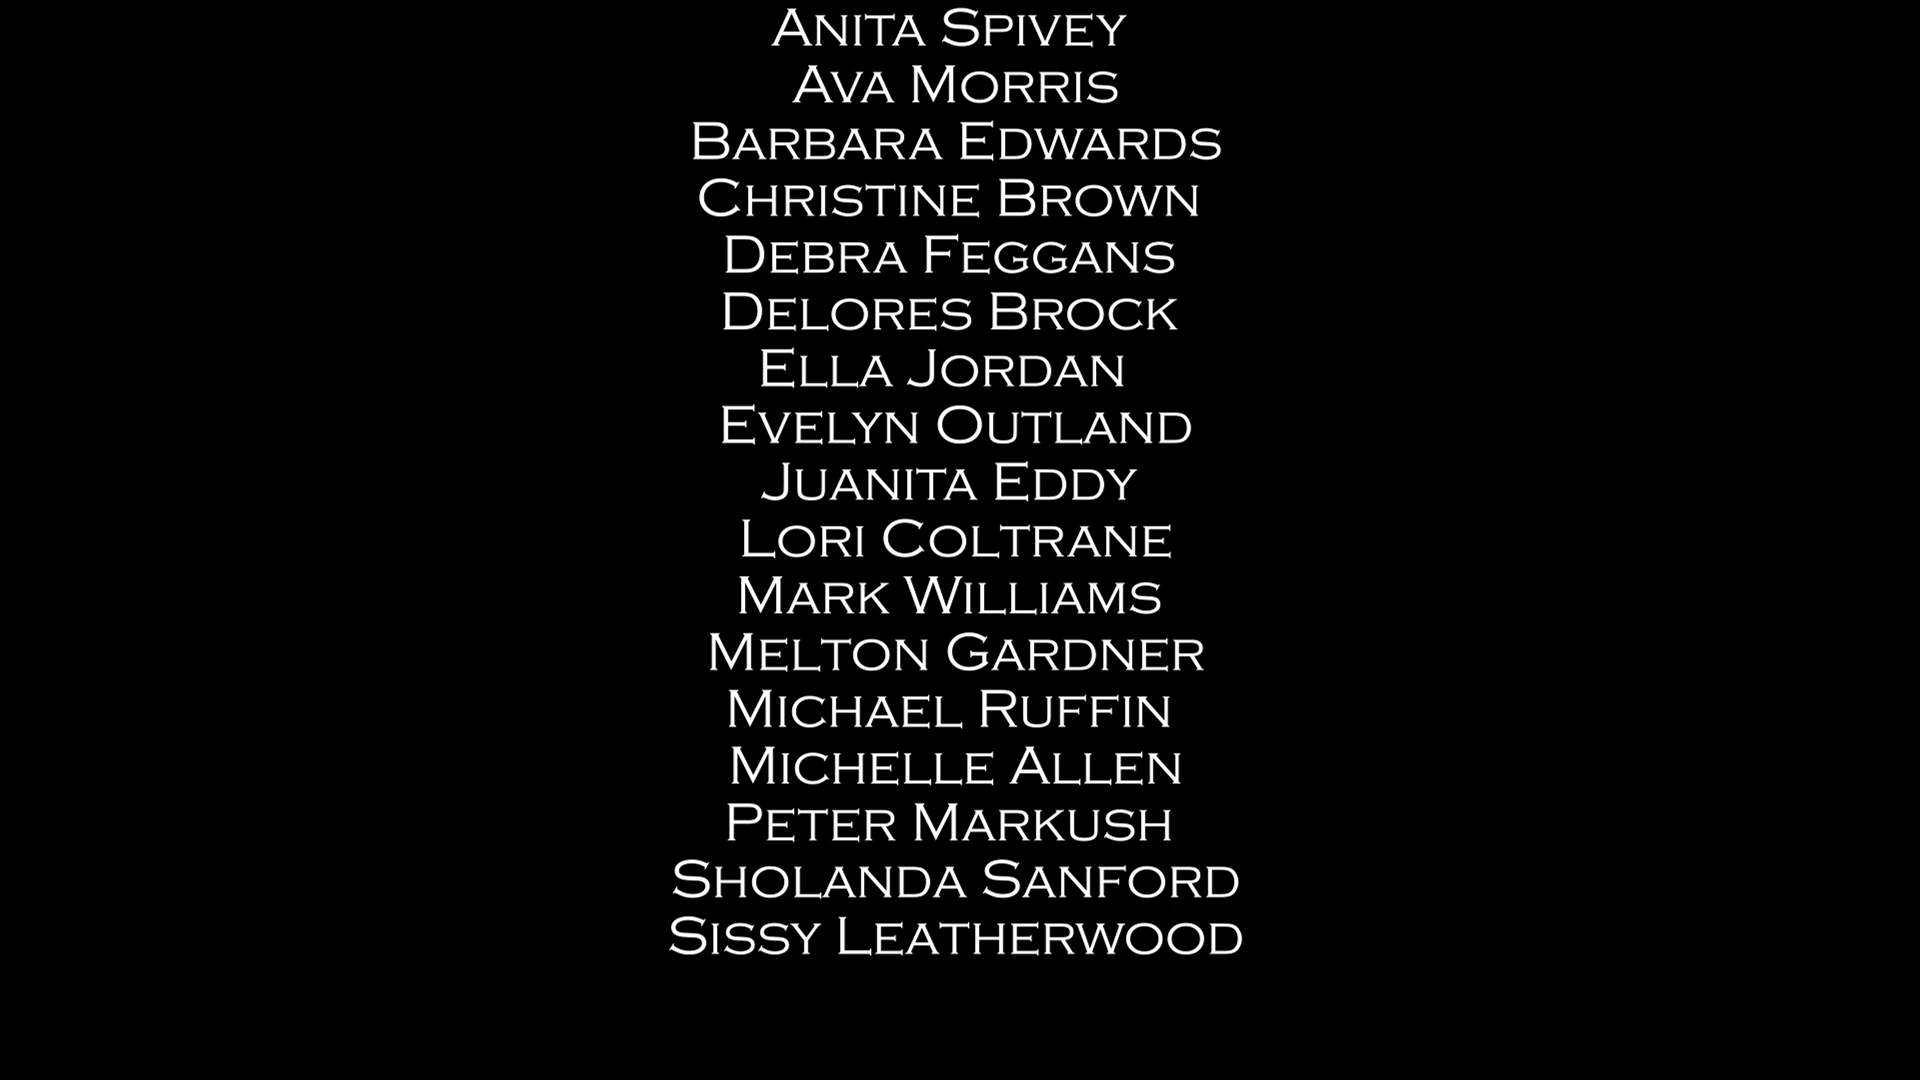 Anita Spivey
Ava Morris
Barbara Edwards
Christine Brown
Debra Feggans
Delores Brock
Ella Jordan
Evelyn Outland
Juanita Eddy
Lori Coltrane
Mark Williams
Melton Gardner
Michael Ruffin
Michelle Allen
Peter Markush
Sholanda Sanford
Sissy Leatherwood